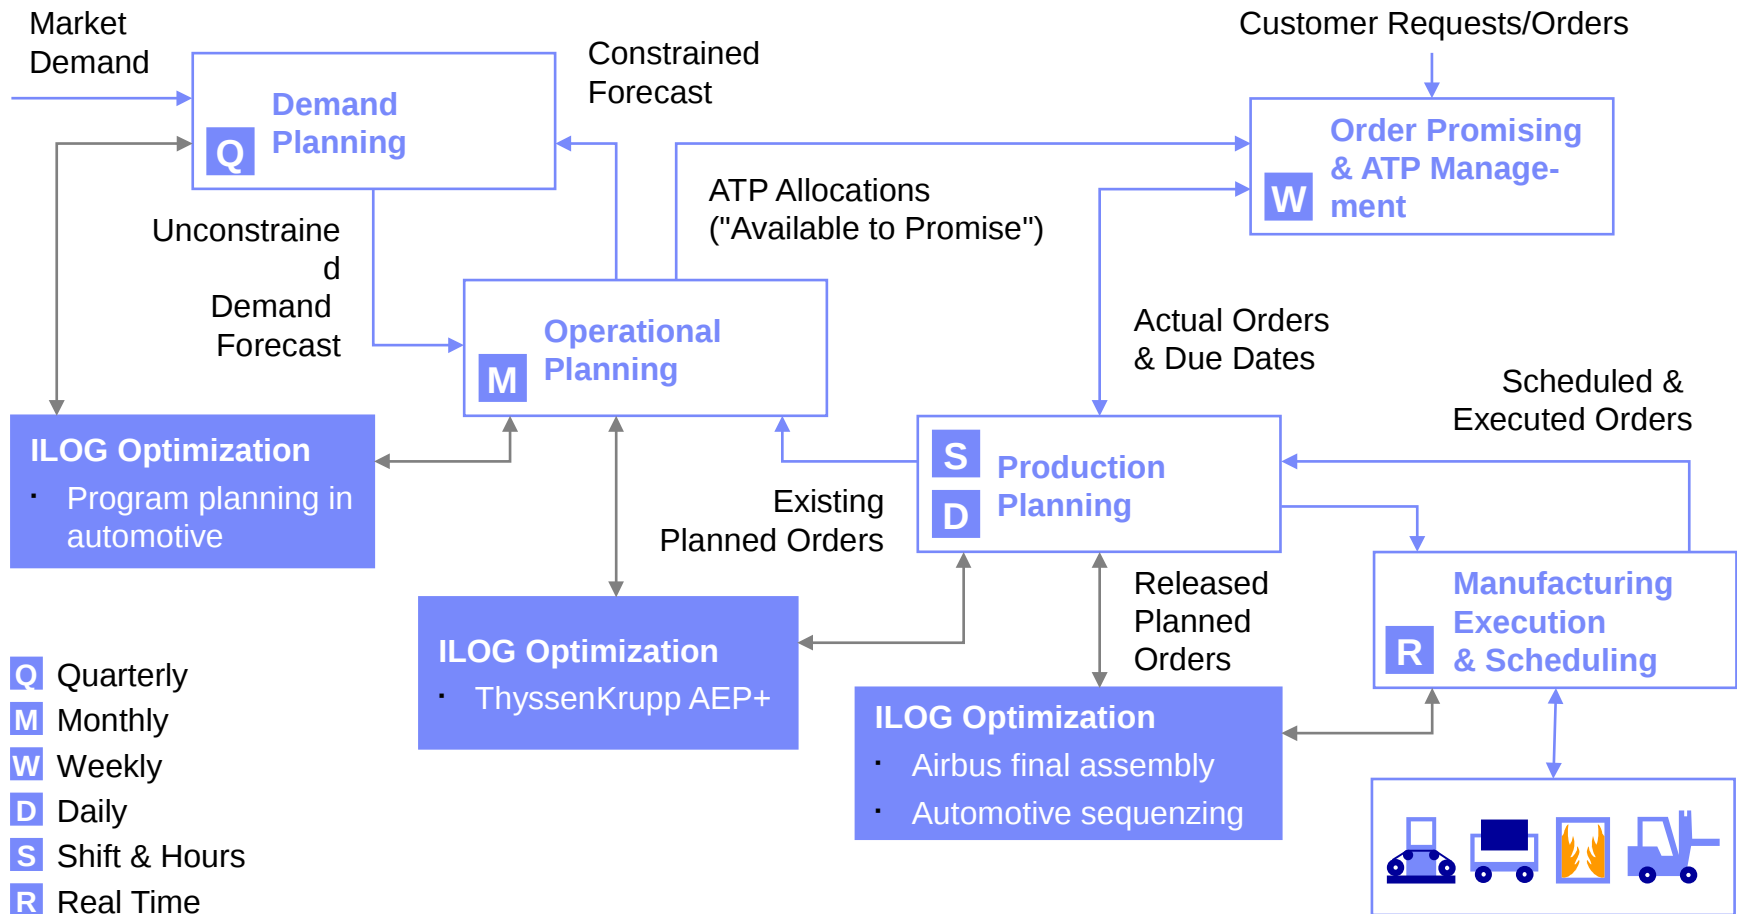 Market
Demand
Customer Requests/Orders
Constrained
Forecast
Demand
Planning
Q
Order Promising
& ATP Manage-
ment
W
ATP Allocations
("Available to Promise")
Unconstraine
d
Demand
Forecast
Operational
Planning
M
Actual Orders
& Due Dates
Scheduled &
Executed Orders
ILOG Optimization
▪ Program planning in
automotive
S
D
Production
Planning
Existing
Planned Orders
Released
Planned
Orders
Manufacturing
Execution
& Scheduling
R
ILOG Optimization
▪ ThyssenKrupp AEP+
ILOG Optimization
▪ Airbus final assembly
▪ Automotive sequenzing
Q Quarterly
M Monthly
W Weekly
D Daily
S Shift & Hours
R Real Time